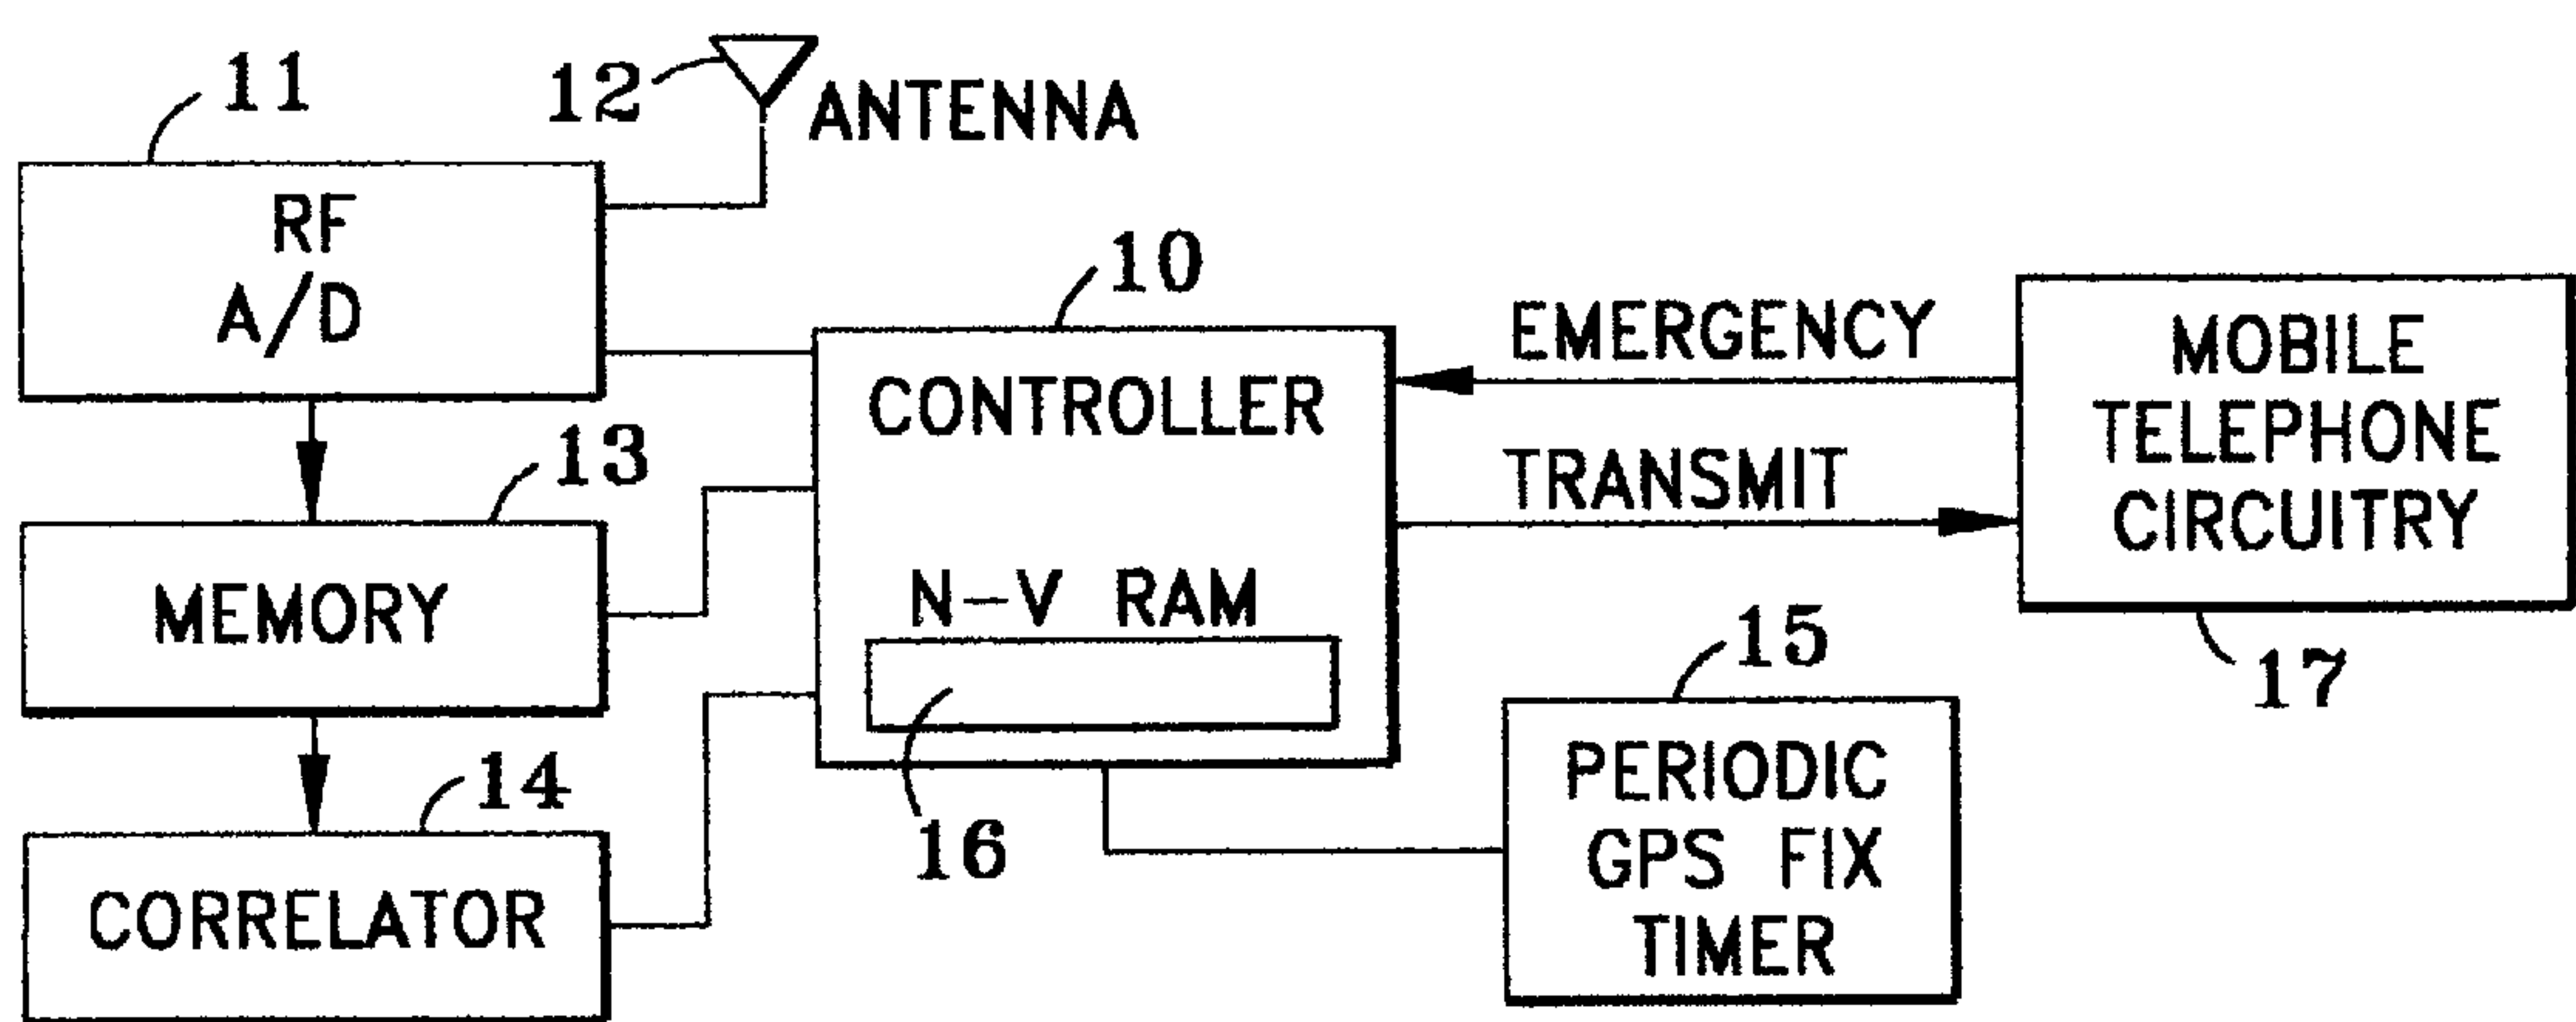 11
12
ANTENNA
RF
A/D
10
CONTROLLER
N-V RAM
16
13
MEMORY
14
CORRELATOR
EMERGENCY
TRANSMIT
MOBILE
TELEPHONE
CIRCUITRY
17
15
PERIODIC
GPS FIX
TIMER